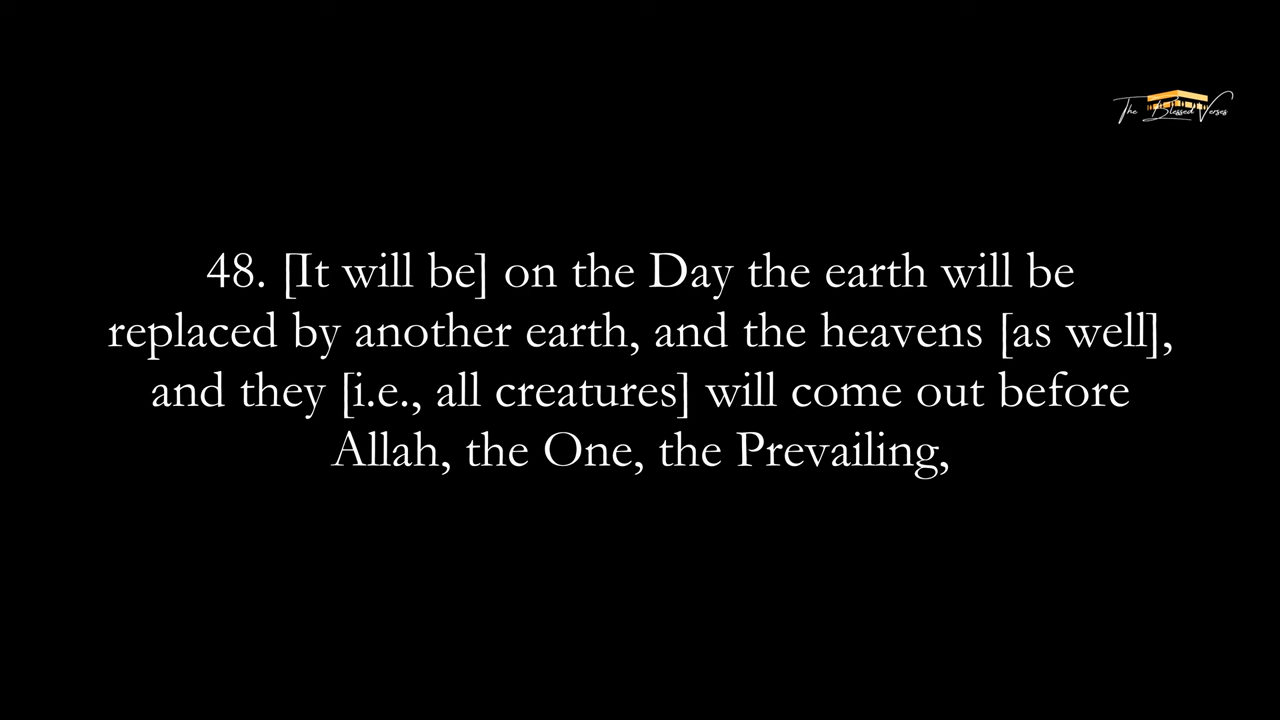 The Blessed Verses
48. [It will be] on the Day the earth will be
replaced by another earth, and the heavens [as well],
and they [i.e., all creatures] will come out before
Allah, the One, the Prevailing,